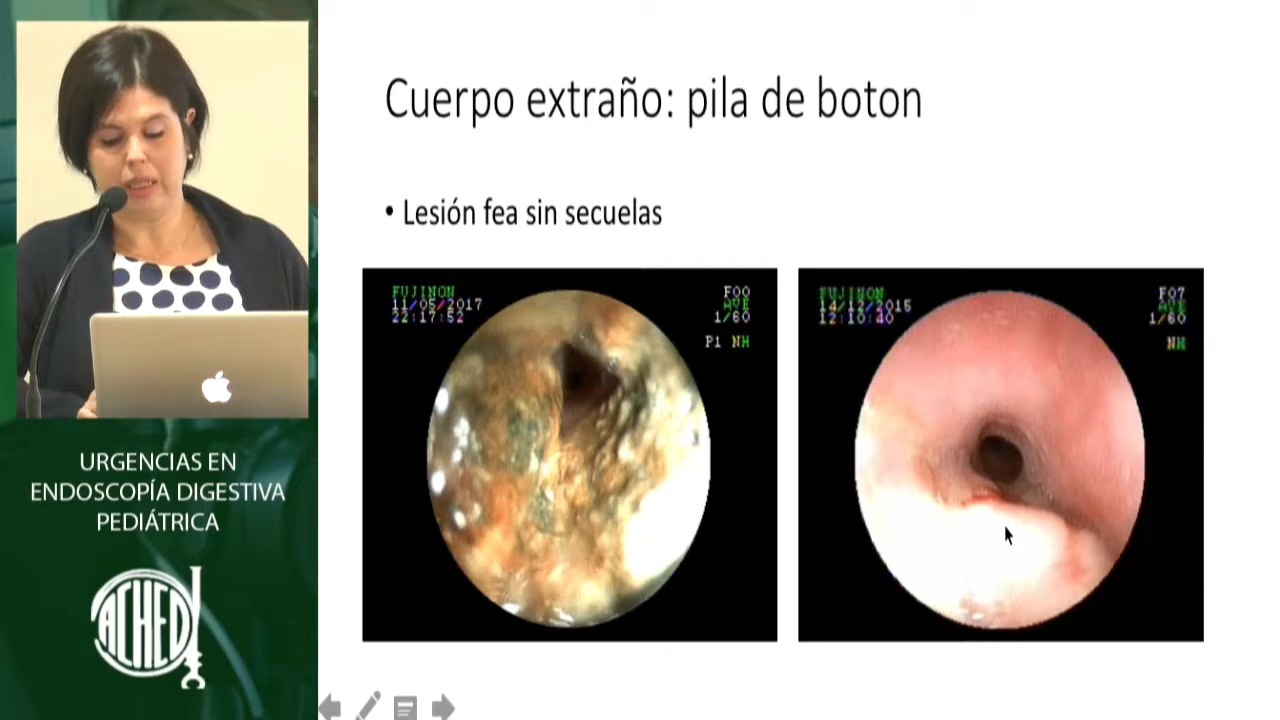 Cuerpo extraño: pila de boton
• Lesión fea sin secuelas
FUJINON
11/05/2017
22:17:52
F00
AVE
1/60
P1 NH
FUJINON
14/12/2015
12:10:40
F07
AVE
1/60
NH
URGENCIAS EN
ENDOSCOPÍA DIGESTIVA
PEDIÁTRICA
ACHED